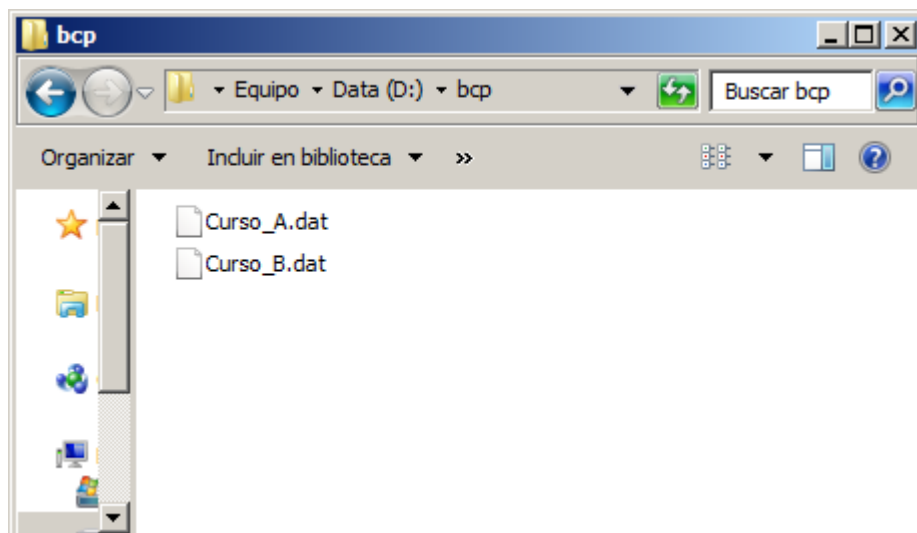 bcp
Equipo Data (D:) bcp Buscar bcp
Organizar Incluir en biblioteca »
Curso_A.dat
Curso_B.dat